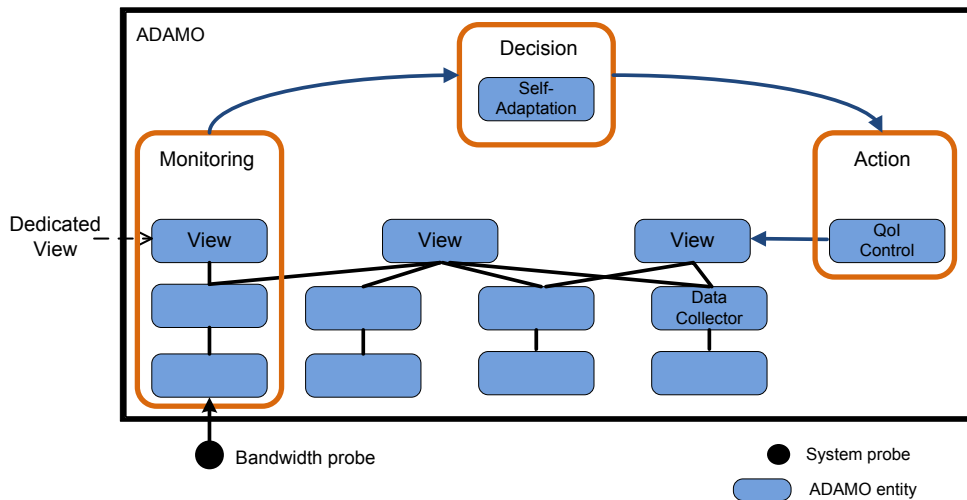 ADAMO
Decision
Self-
Adaptation
Monitoring
Action
Dedicated
View
View
View
View
QoI
Control
Data
Collector
Bandwidth probe
System probe
ADAMO entity